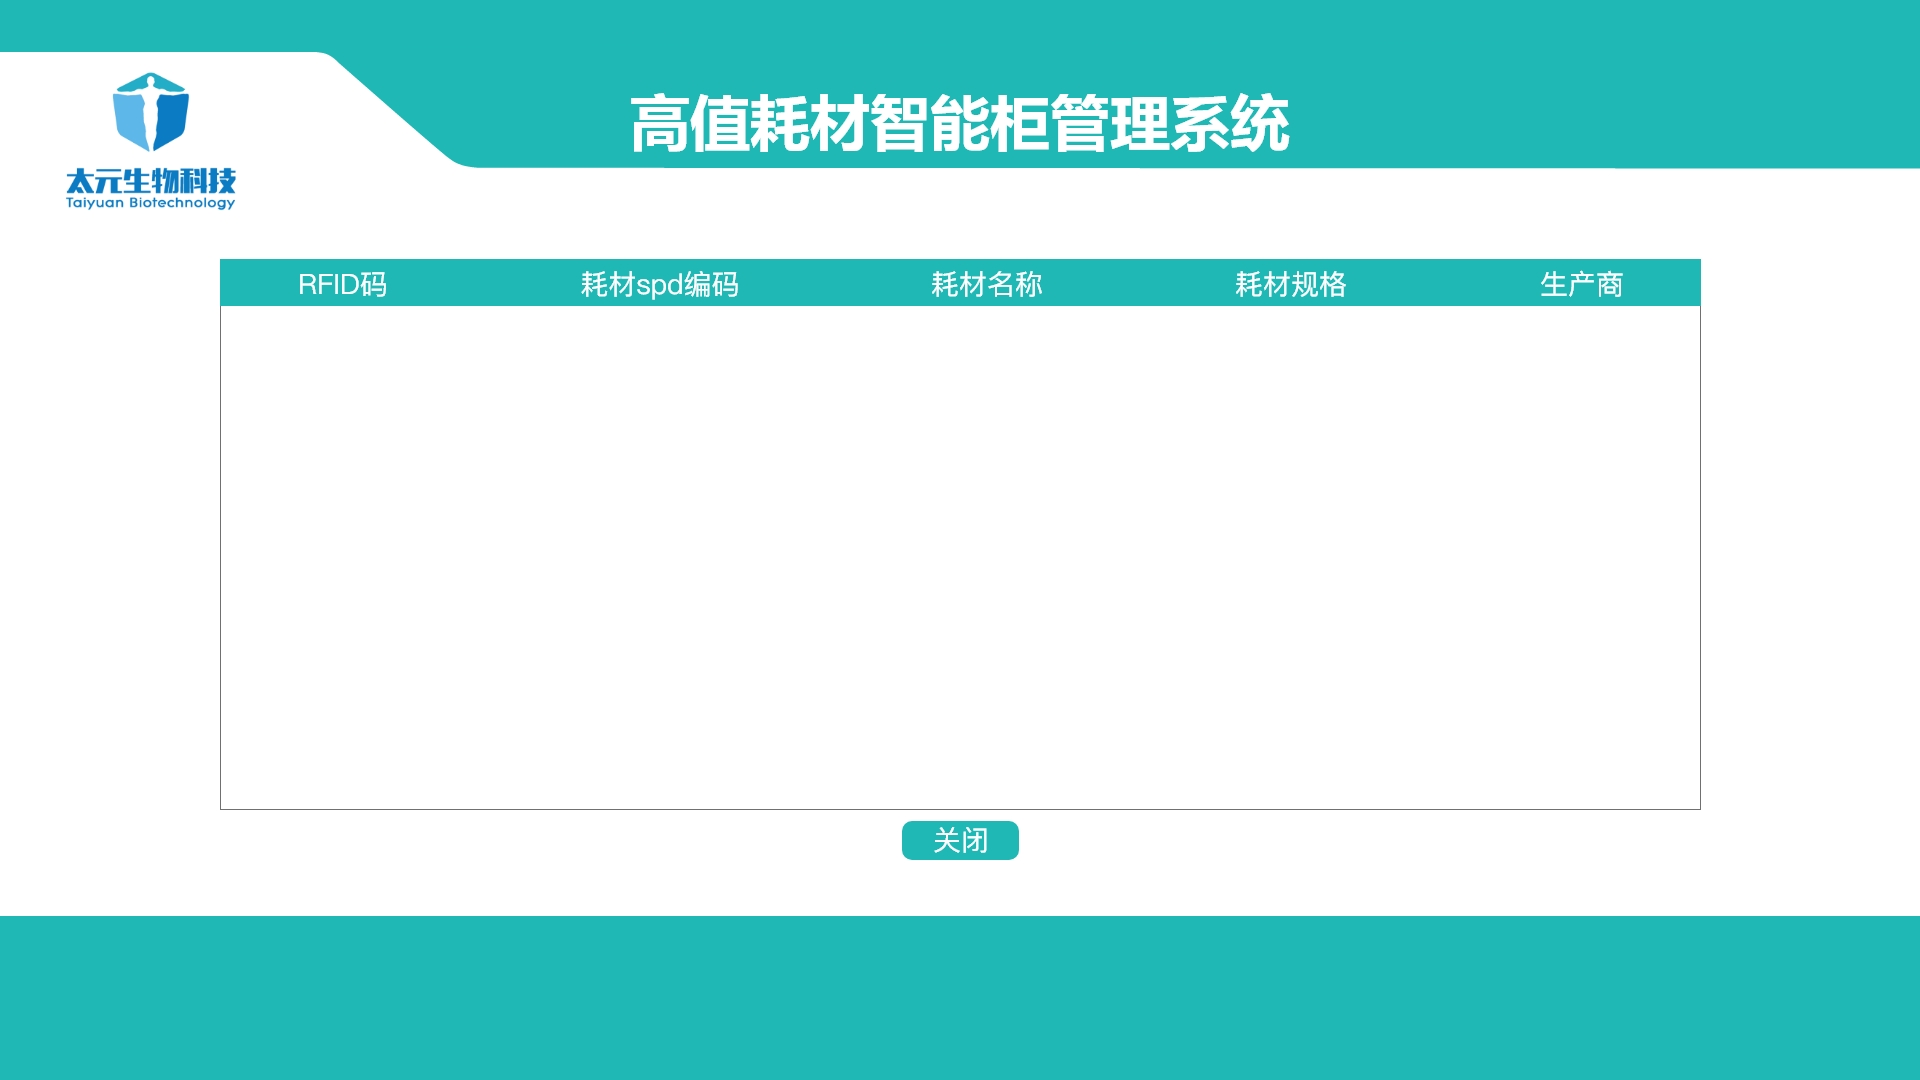 高值耗材智能柜管理系统
太元生物科技
Taiyuan Biotechnology
RFID码 耗材spd编码 耗材名称 耗材规格 生产商
关闭